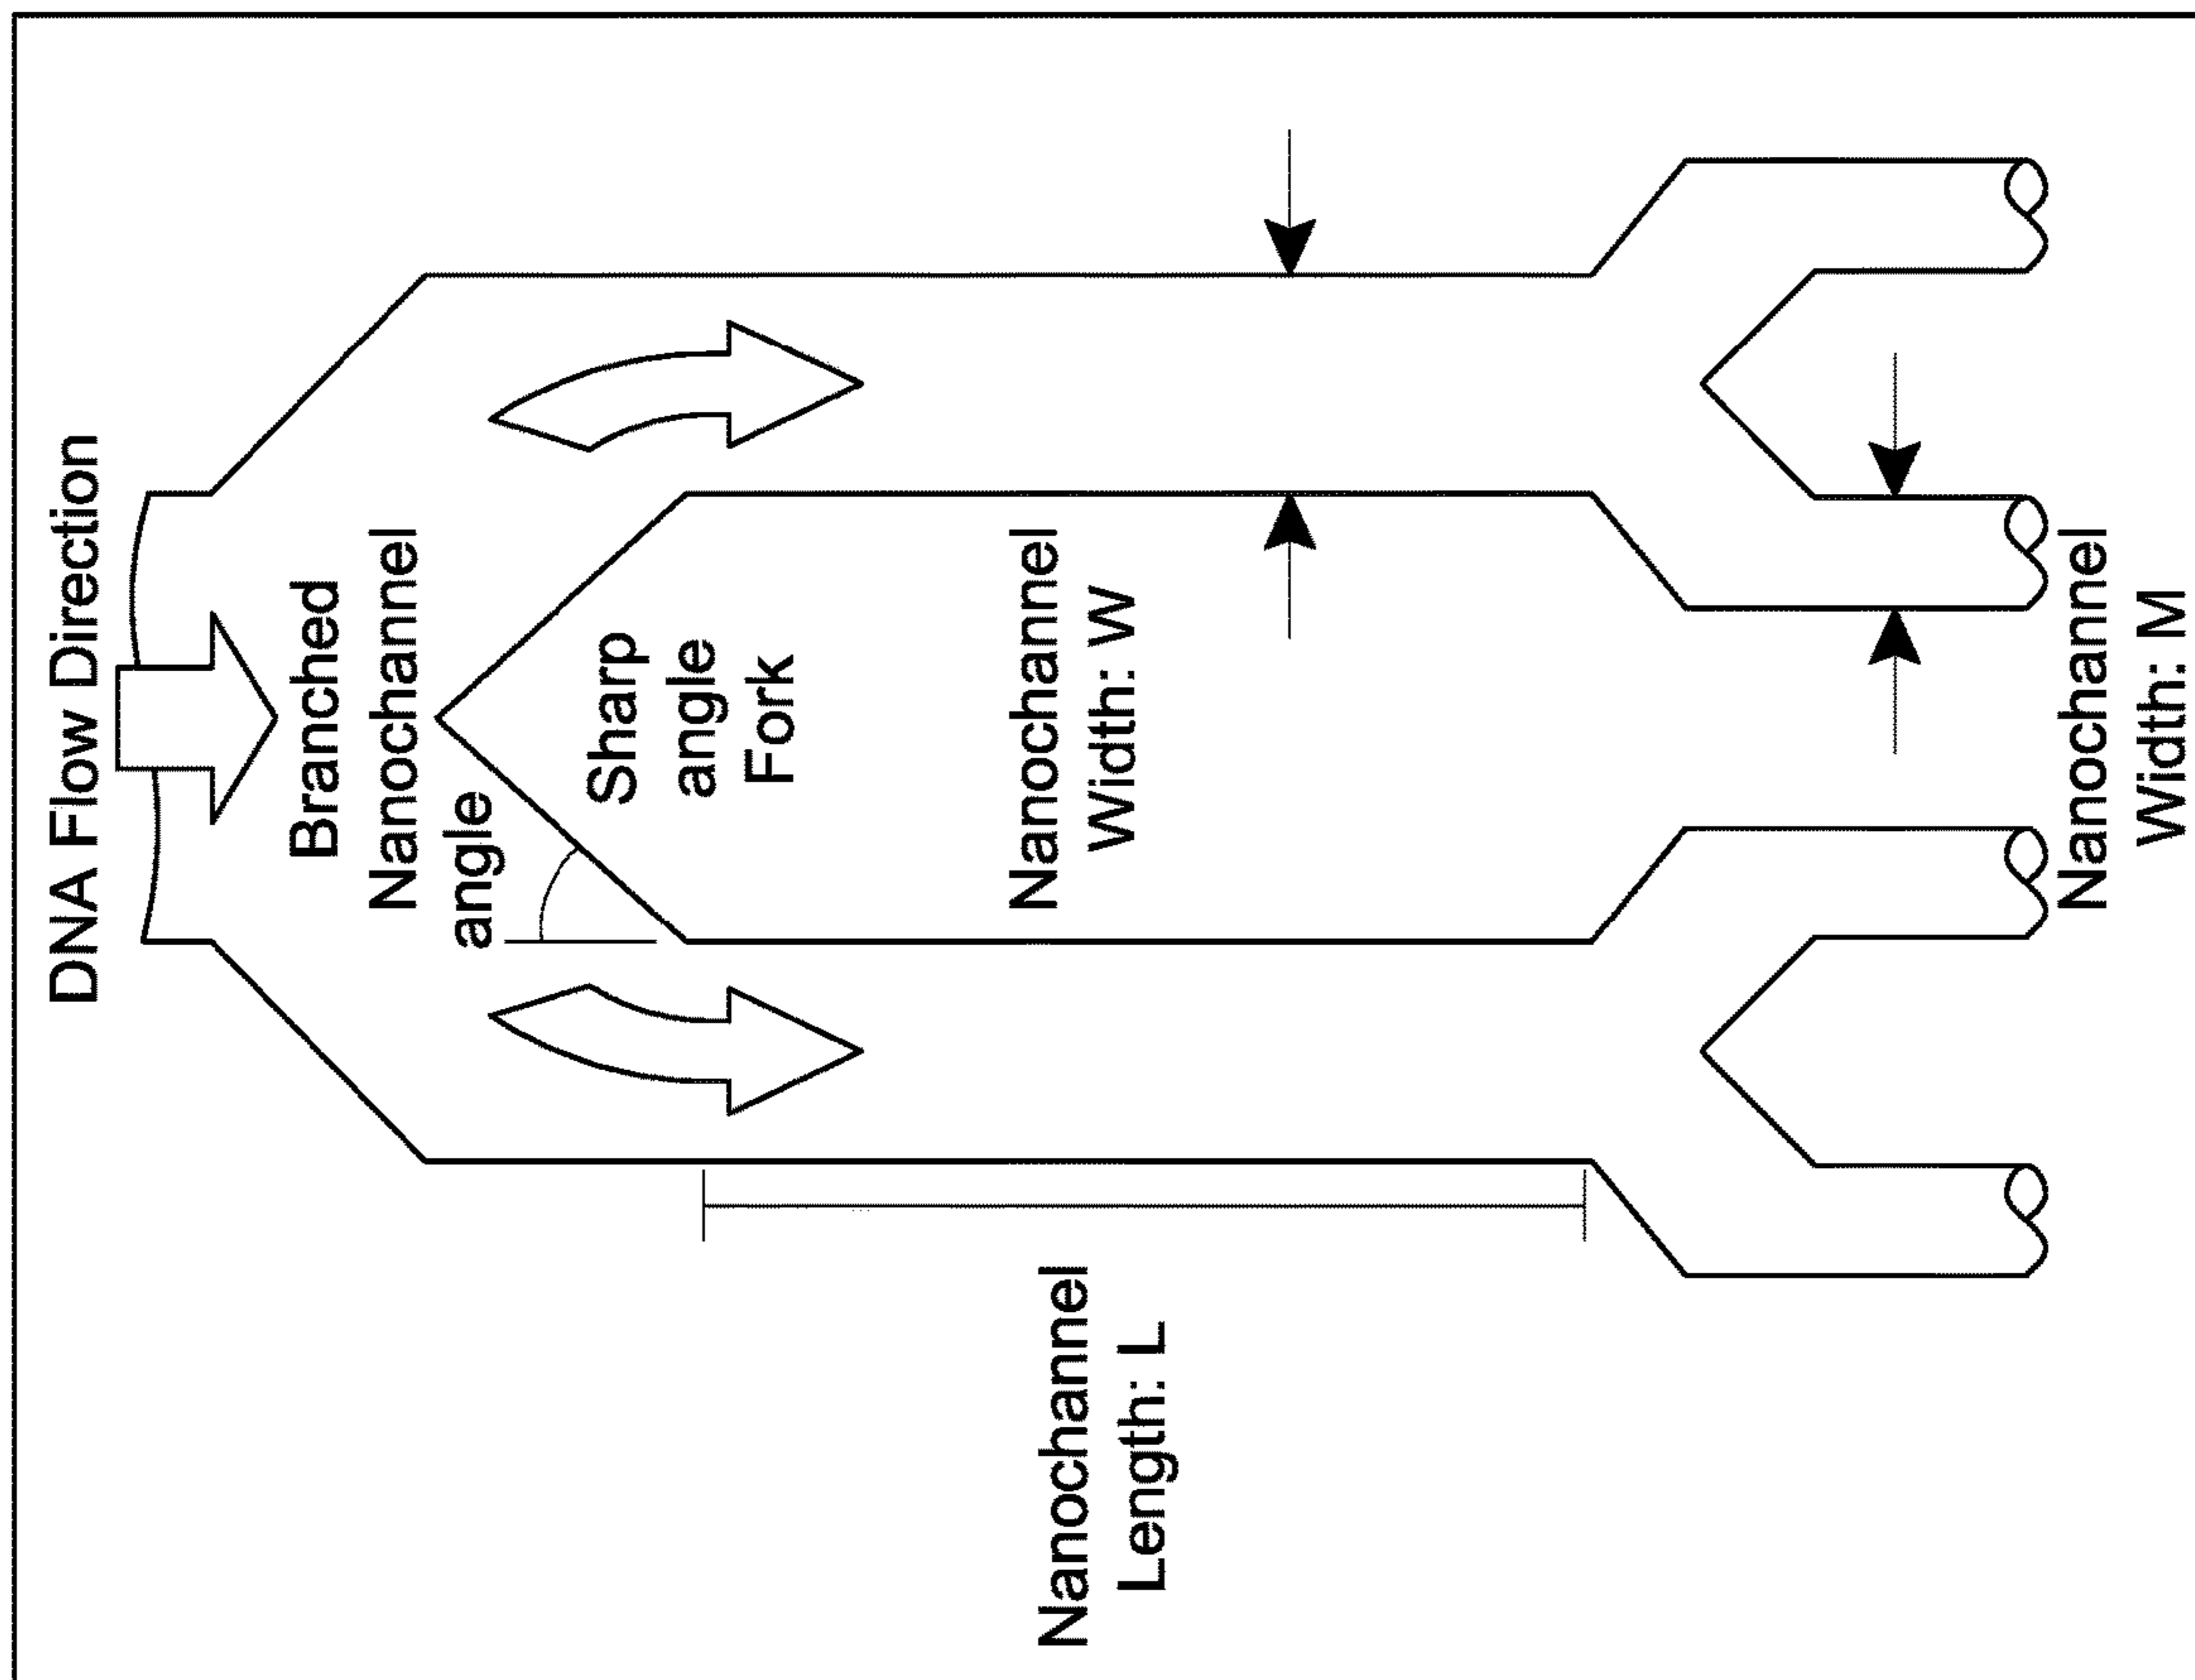 DNA Flow Direction
Branched
Nanochannel
angle
Sharp
angle
Fork
Nanochannel
Width: W
Nanochannel
Length: L
Nanochannel
Width: M